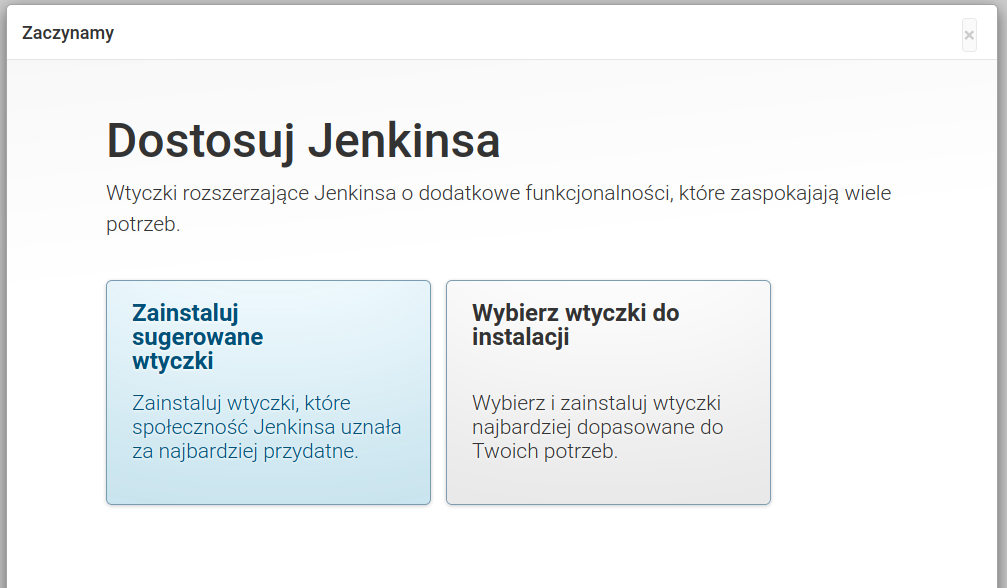 Zaczynamy
×
Dostosuj Jenkinsa
Wtyczki rozszerzające Jenkinsa o dodatkowe funkcjonalności, które zaspokajają wiele
potrzeb.
Zainstaluj
sugerowane
wtyczki
Zainstaluj wtyczki, które
społeczność Jenkinsa uznała
za najbardziej przydatne.
Wybierz wtyczki do
instalacji
Wybierz i zainstaluj wtyczki
najbardziej dopasowane do
Twoich potrzeb.